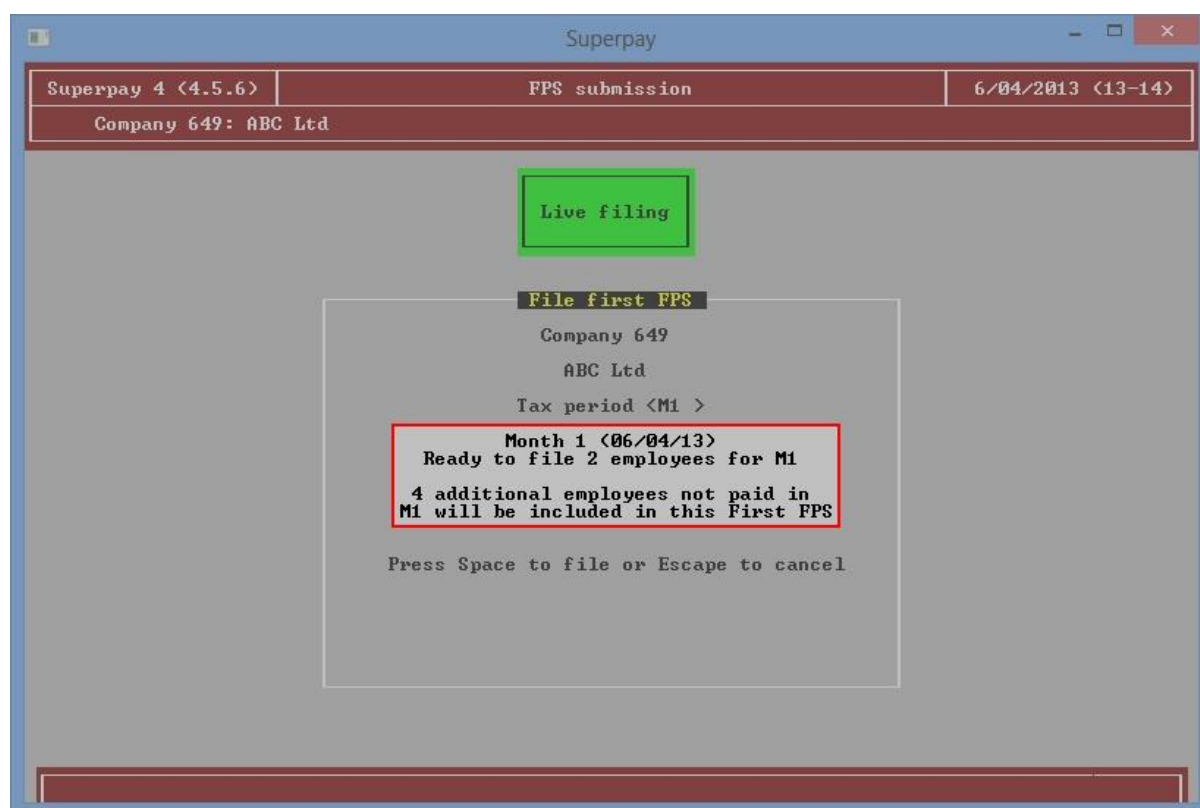 Superpay
Superpay 4 (4.5.6) FPS submission 6/04/2013 (13-14)
Company 649: ABC Ltd
Live filing
File first FPS
Company 649
ABC Ltd
Tax period <M1 >
Month 1 (06/04/13)
Ready to file 2 employees for M1
4 additional employees not paid in
M1 will be included in this First FPS
Press Space to file or Escape to cancel